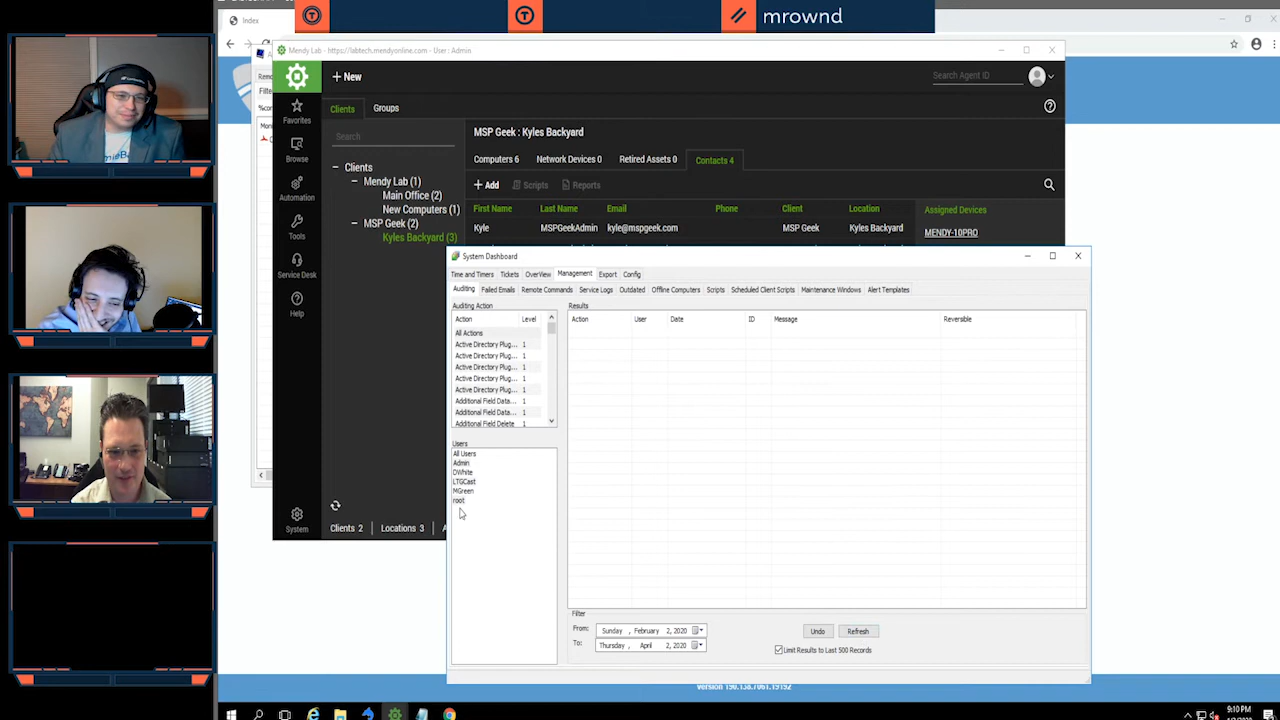 mrownd
Index
Mendy Lab - https://labtech.mendyonline.com - User : Admin
+ New
Search Agent ID
Clients
Groups
Favorites
Search
MSP Geek : Kyles Backyard
Browse
Computers 6
Network Devices 0
Retired Assets 0
Contacts 4
Clients
Mendy Lab (1)
Main Office (2)
New Computers (1)
MSP Geek (2)
Kyles Backyard (3)
+ Add
Scripts
Reports
Automation
First Name
Last Name
Email
Phone
Client
Location
Assigned Devices
Kyle
MSPGeekAdmin
kyle@mspgeek.com
MSP Geek
Kyles Backyard
MENDY-10PRO
Tools
Service Desk
Help
System
Clients 2
Locations 3
System Dashboard
Time and Timers
Tickets
OverView
Management
Export
Config
Auditing
Failed Emails
Remote Commands
Service Logs
Outdated
Offline Computers
Scripts
Scheduled Client Scripts
Maintenance Windows
Alert Templates
Auditing Action
Results
Action
Level
Action
User
Date
ID
Message
Reversible
All Actions
Active Directory Plug... 1
Active Directory Plug... 1
Active Directory Plug... 1
Active Directory Plug... 1
Active Directory Plug... 1
Additional Field Data... 1
Additional Field Data... 1
Additional Field Delete 1
Users
All Users
Admin
DWhite
LTGCast
MGreen
root
Filter
From:
Sunday , February 2, 2020
To:
Thursday , April 2, 2020
Undo
Refresh
Limit Results to Last 500 Records
9:10 PM